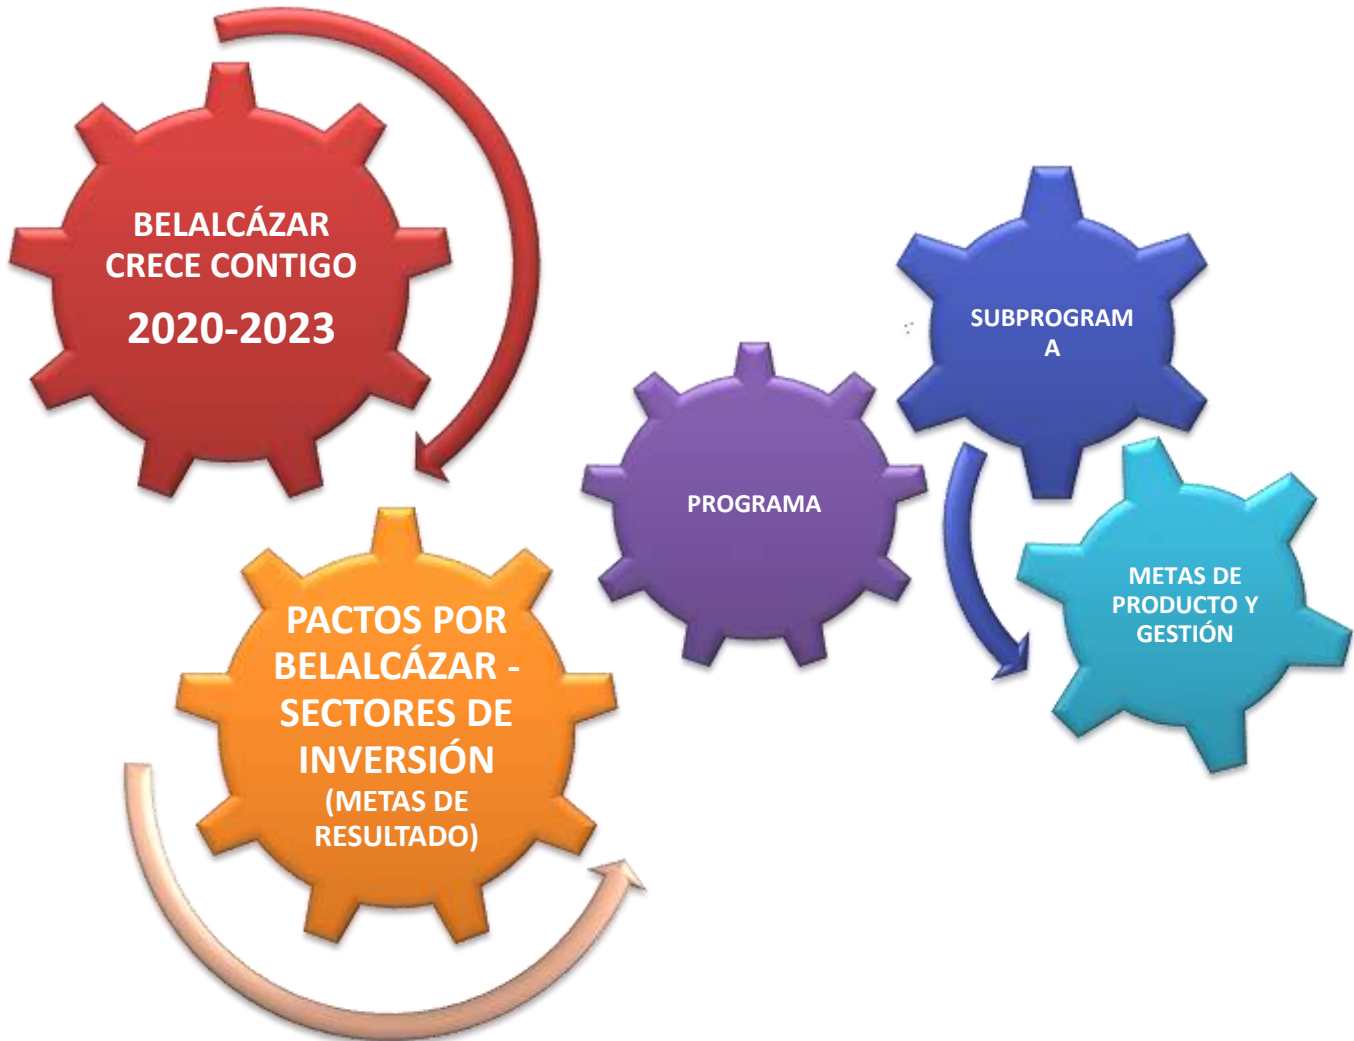 BELALCÁZAR
CRECE CONTIGO
2020-2023
PACTOS POR
BELALCÁZAR -
SECTORES DE
INVERSIÓN
(METAS DE
RESULTADO)
PROGRAMA
SUBPROGRAM
A
METAS DE
PRODUCTO Y
GESTIÓN